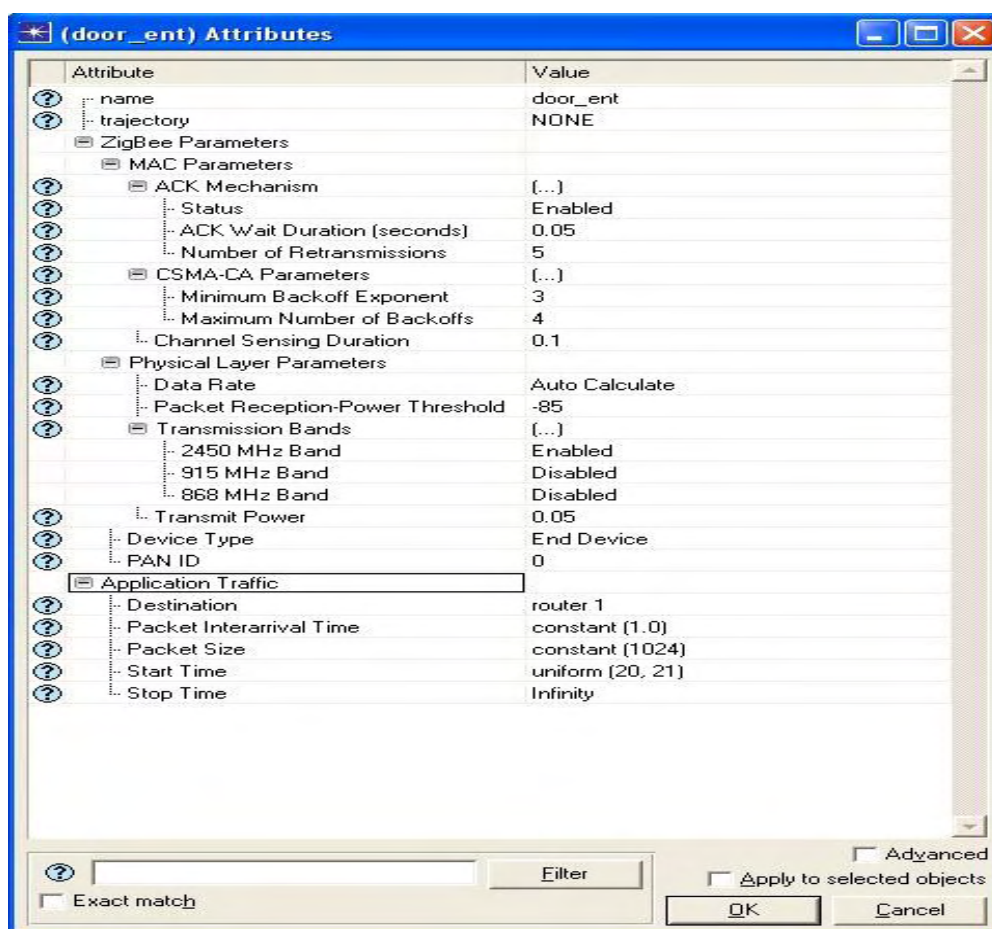 (door_ent) Attributes
Attribute Value
name door_ent
trajectory NONE
ZigBee Parameters
MAC Parameters
ACK Mechanism (...)
Status Enabled
ACK Wait Duration (seconds) 0.05
Number of Retransmissions 5
CSMA-CA Parameters (...)
Minimum Backoff Exponent 3
Maximum Number of Backoffs 4
Channel Sensing Duration 0.1
Physical Layer Parameters
Data Rate Auto Calculate
Packet Reception-Power Threshold -85
Transmission Bands (...)
2450 MHz Band Enabled
915 MHz Band Disabled
868 MHz Band Disabled
Transmit Power 0.05
Device Type End Device
PAN ID 0
Application Traffic
Destination router 1
Packet Interarrival Time constant (1.0)
Packet Size constant (1024)
Start Time uniform (20, 21)
Stop Time Infinity
Advanced
Filter
Apply to selected objects
Exact match
OK Cancel